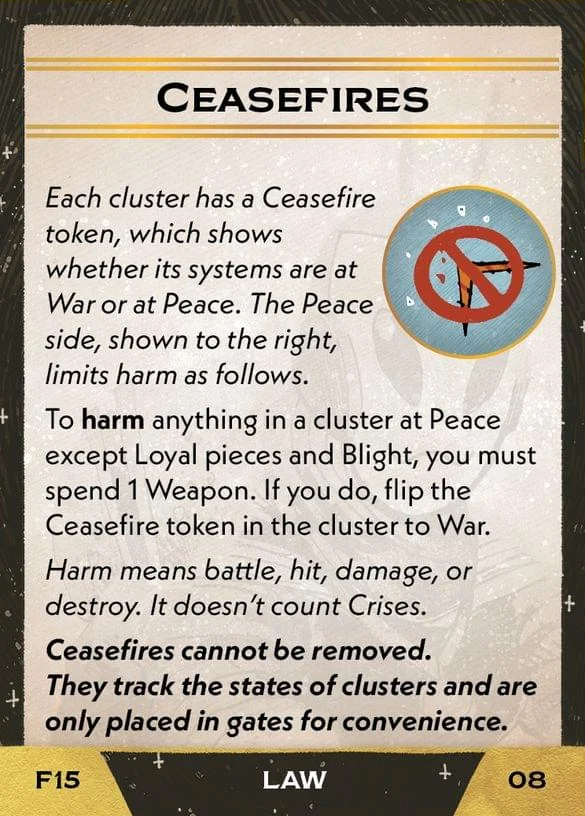 CEASEFIRES
Each cluster has a Ceasefire
token, which shows
whether its systems are at
War or at Peace. The Peace
side, shown to the right,
limits harm as follows.
To harm anything in a cluster at Peace
except Loyal pieces and Blight, you must
spend 1 Weapon. If you do, flip the
Ceasefire token in the cluster to War.
Harm means battle, hit, damage, or
destroy. It doesn't count Crises.
Ceasefires cannot be removed.
They track the states of clusters and are
only placed in gates for convenience.
F15 LAW 08